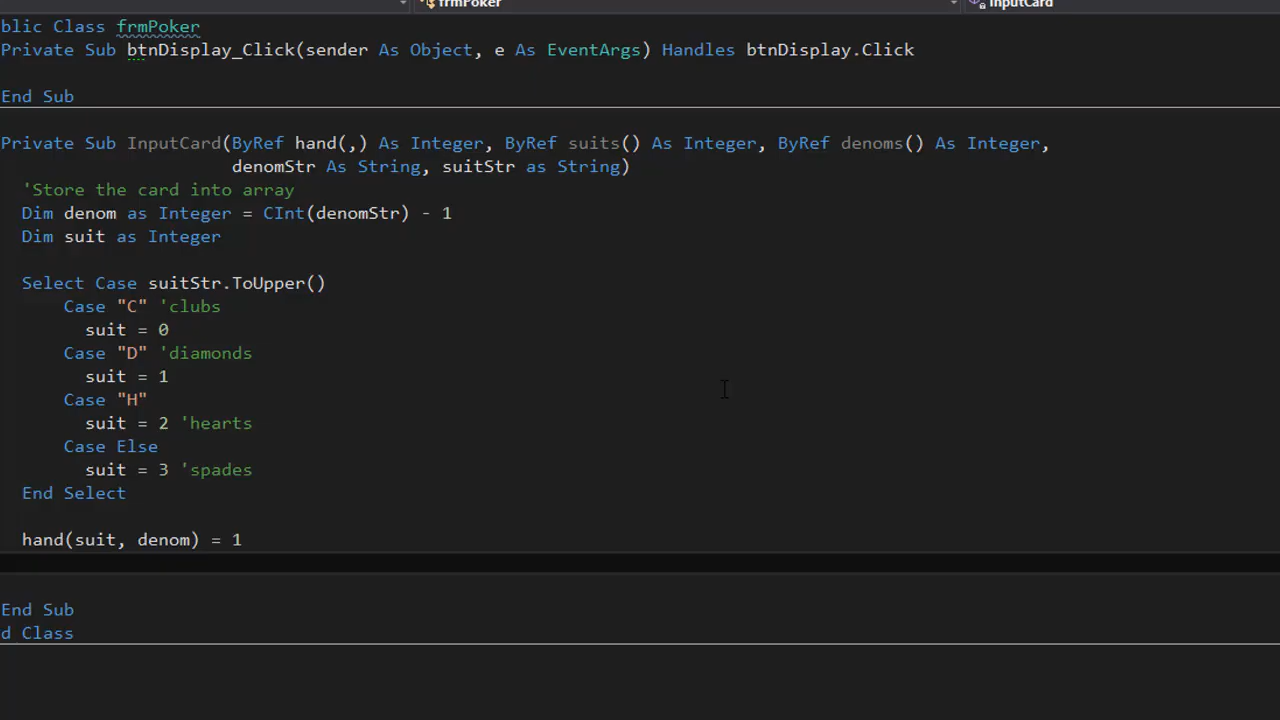 frmPoker InputCard
blic Class frmPoker
Private Sub btnDisplay_Click(sender As Object, e As EventArgs) Handles btnDisplay.Click
End Sub
Private Sub InputCard(ByRef hand(,) As Integer, ByRef suits() As Integer, ByRef denoms() As Integer,
denomStr As String, suitStr as String)
'Store the card into array
Dim denom as Integer = CInt(denomStr) - 1
Dim suit as Integer
Select Case suitStr.ToUpper()
Case "C" 'clubs
suit = 0
Case "D" 'diamonds
suit = 1
Case "H"
suit = 2 'hearts
Case Else
suit = 3 'spades
End Select
hand(suit, denom) = 1
End Sub
d Class